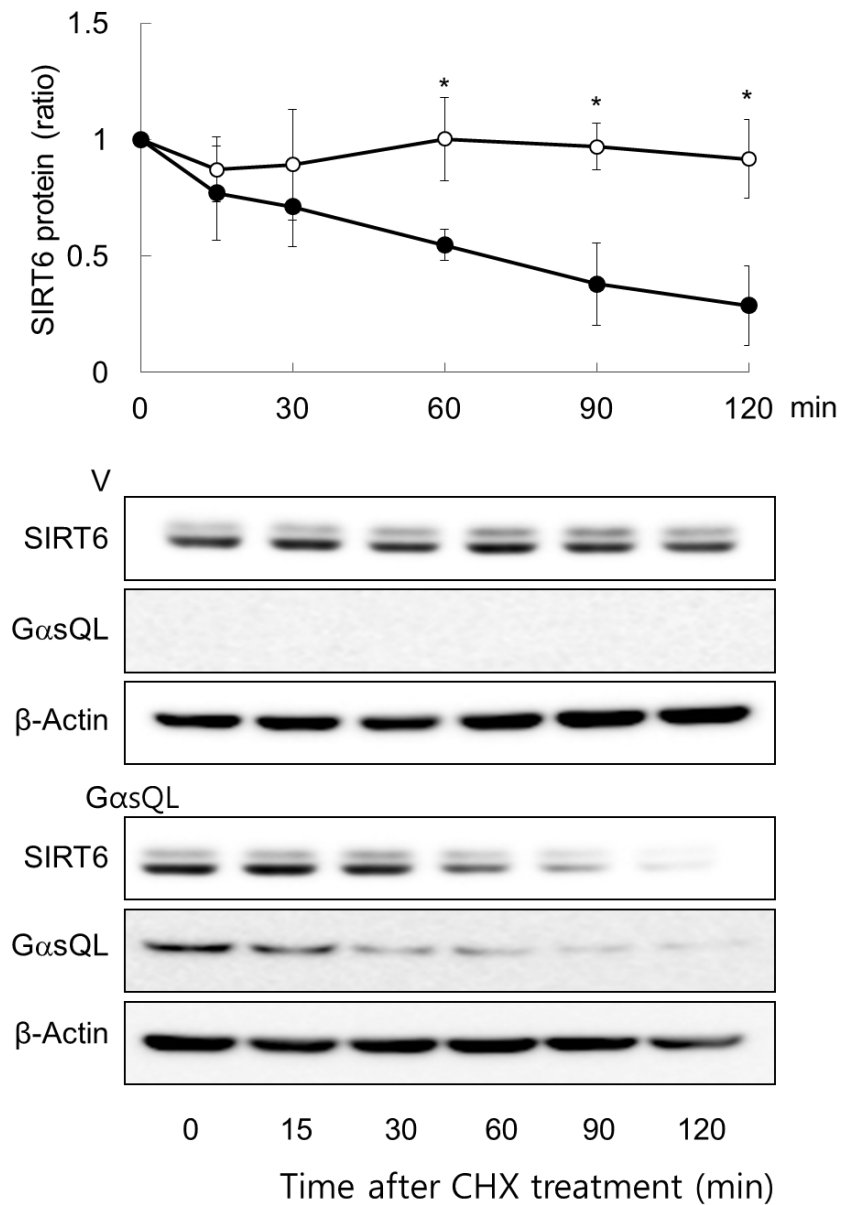 1.5
1
0.5
0
SIRT6 protein (ratio)
*
*
*
0 30 60 90 120 min
V
SIRT6
GαsQL
β-Actin
GαsQL
SIRT6
GαsQL
β-Actin
0 15 30 60 90 120
Time after CHX treatment (min)